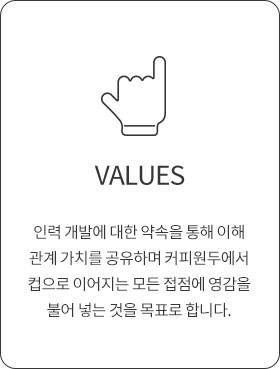 VALUES
인력 개발에 대한 약속을 통해 이해
관계 가치를 공유하며 커피원두에서
컵으로 이어지는 모든 접점에 영감을
불어 넣는 것을 목표로 합니다.